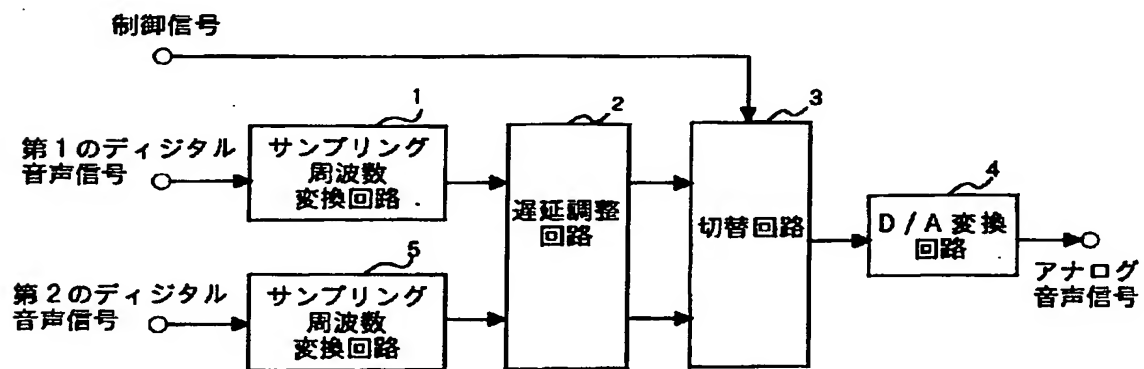 制御信号
1
2
3
第1のディジタル
音声信号
サンプリング
周波数
変換回路
遅延調整
回路
切替回路
4
D/A変換
回路
アナログ
音声信号
5
第2のディジタル
音声信号
サンプリング
周波数
変換回路